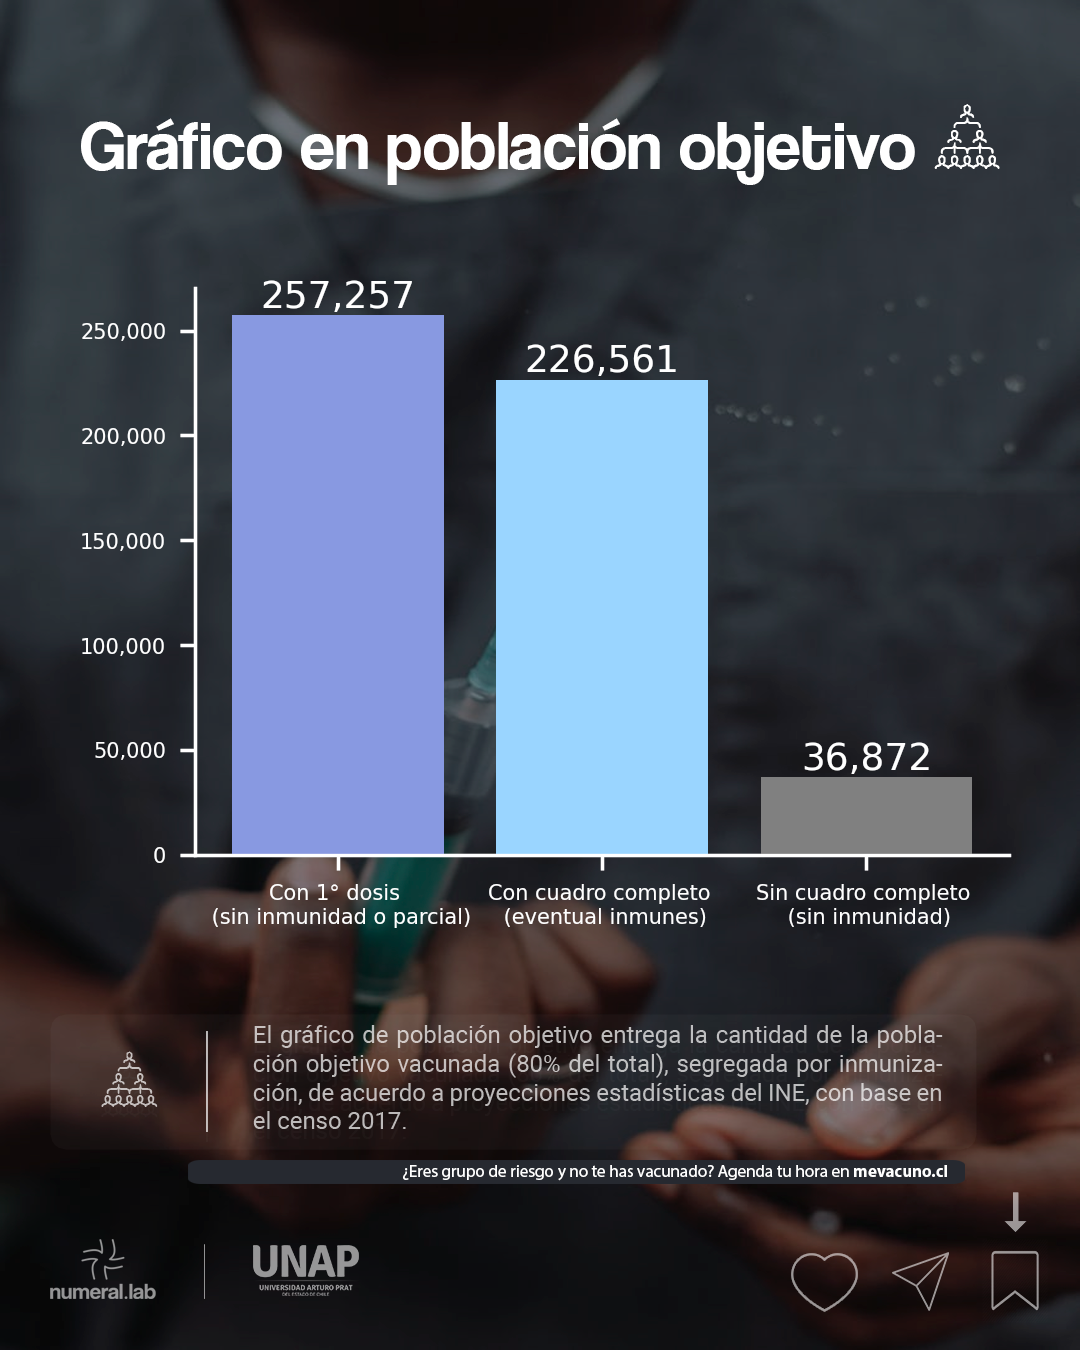 Gráfico en población objetivo
257,257
226,561
36,872
250,000
200,000
150,000
100,000
50,000
0
Con 1° dosis
(sin inmunidad o parcial)
Con cuadro completo
(eventual inmunes)
Sin cuadro completo
(sin inmunidad)
El gráfico de población objetivo entrega la cantidad de la pobla-
ción objetivo vacunada (80% del total), segregada por inmuniza-
ción, de acuerdo a proyecciones estadísticas del INE, con base en
el censo 2017.
¿Eres grupo de riesgo y no te has vacunado? Agenda tu hora en mevacuno.cl
numeral.lab
UNAP
UNIVERSIDAD ARTURO PRAT
DEL ESTADO DE CHILE